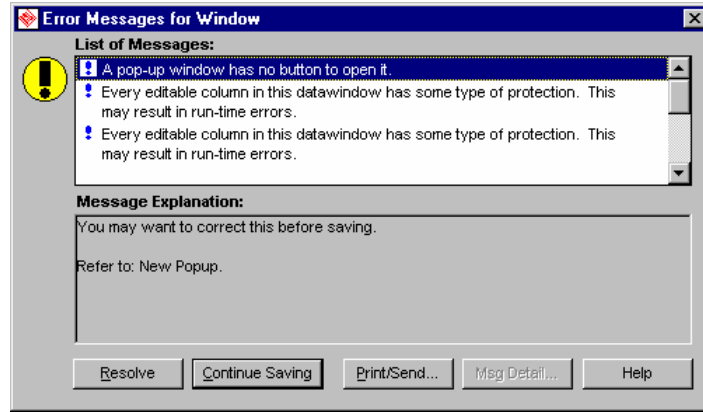 Error Messages for Window
List of Messages:
A pop-up window has no button to open it.
Every editable column in this datawindow has some type of protection.  This
may result in run-time errors.
Every editable column in this datawindow has some type of protection.  This
may result in run-time errors.
Message Explanation:
You may want to correct this before saving.
Refer to: New Popup.
Resolve
Continue Saving
Print/Send...
Msg Detail...
Help